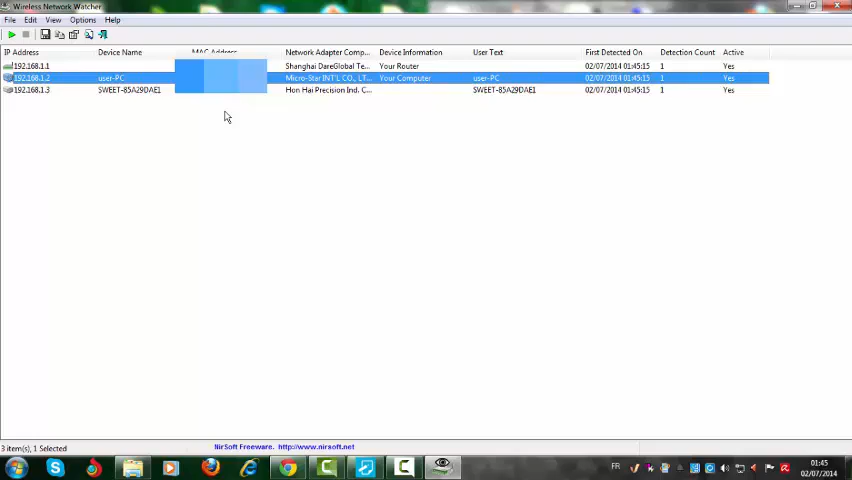 Wireless Network Watcher
File Edit View Options Help
IP Address Device Name MAC Address Network Adapter Comp... Device Information User Text First Detected On Detection Count Active
192.168.1.1 Shanghai DareGlobal Te... Your Router 02/07/2014 01:45:15 1 Yes
192.168.1.2 user-PC Micro-Star INT'L CO., LT... Your Computer user-PC 02/07/2014 01:45:15 1 Yes
192.168.1.3 SWEET-85A29DAE1 Hon Hai Precision Ind. C... SWEET-85A29DAE1 02/07/2014 01:45:15 1 Yes
3 item(s), 1 Selected NirSoft Freeware. http://www.nirsoft.net
FR 01:45
02/07/2014